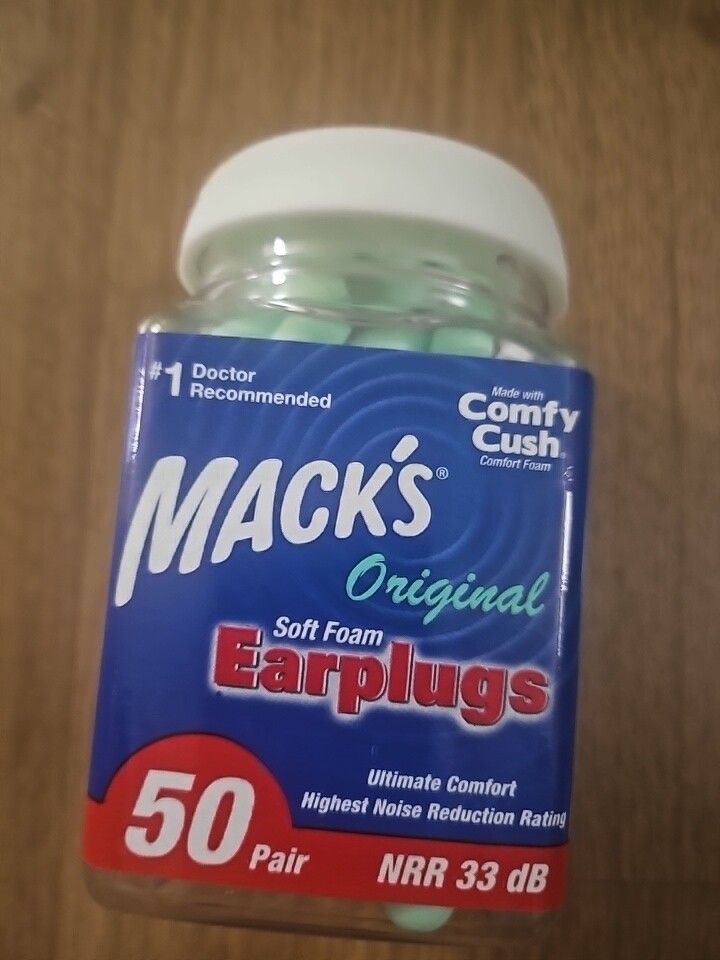 #1 Doctor
Recommended
Made with
Comfy
Cush®
Comfort Foam
MACK'S®
Original
Soft Foam
Earplugs
Ultimate Comfort
Highest Noise Reduction Rating
50 Pair
NRR 33 dB